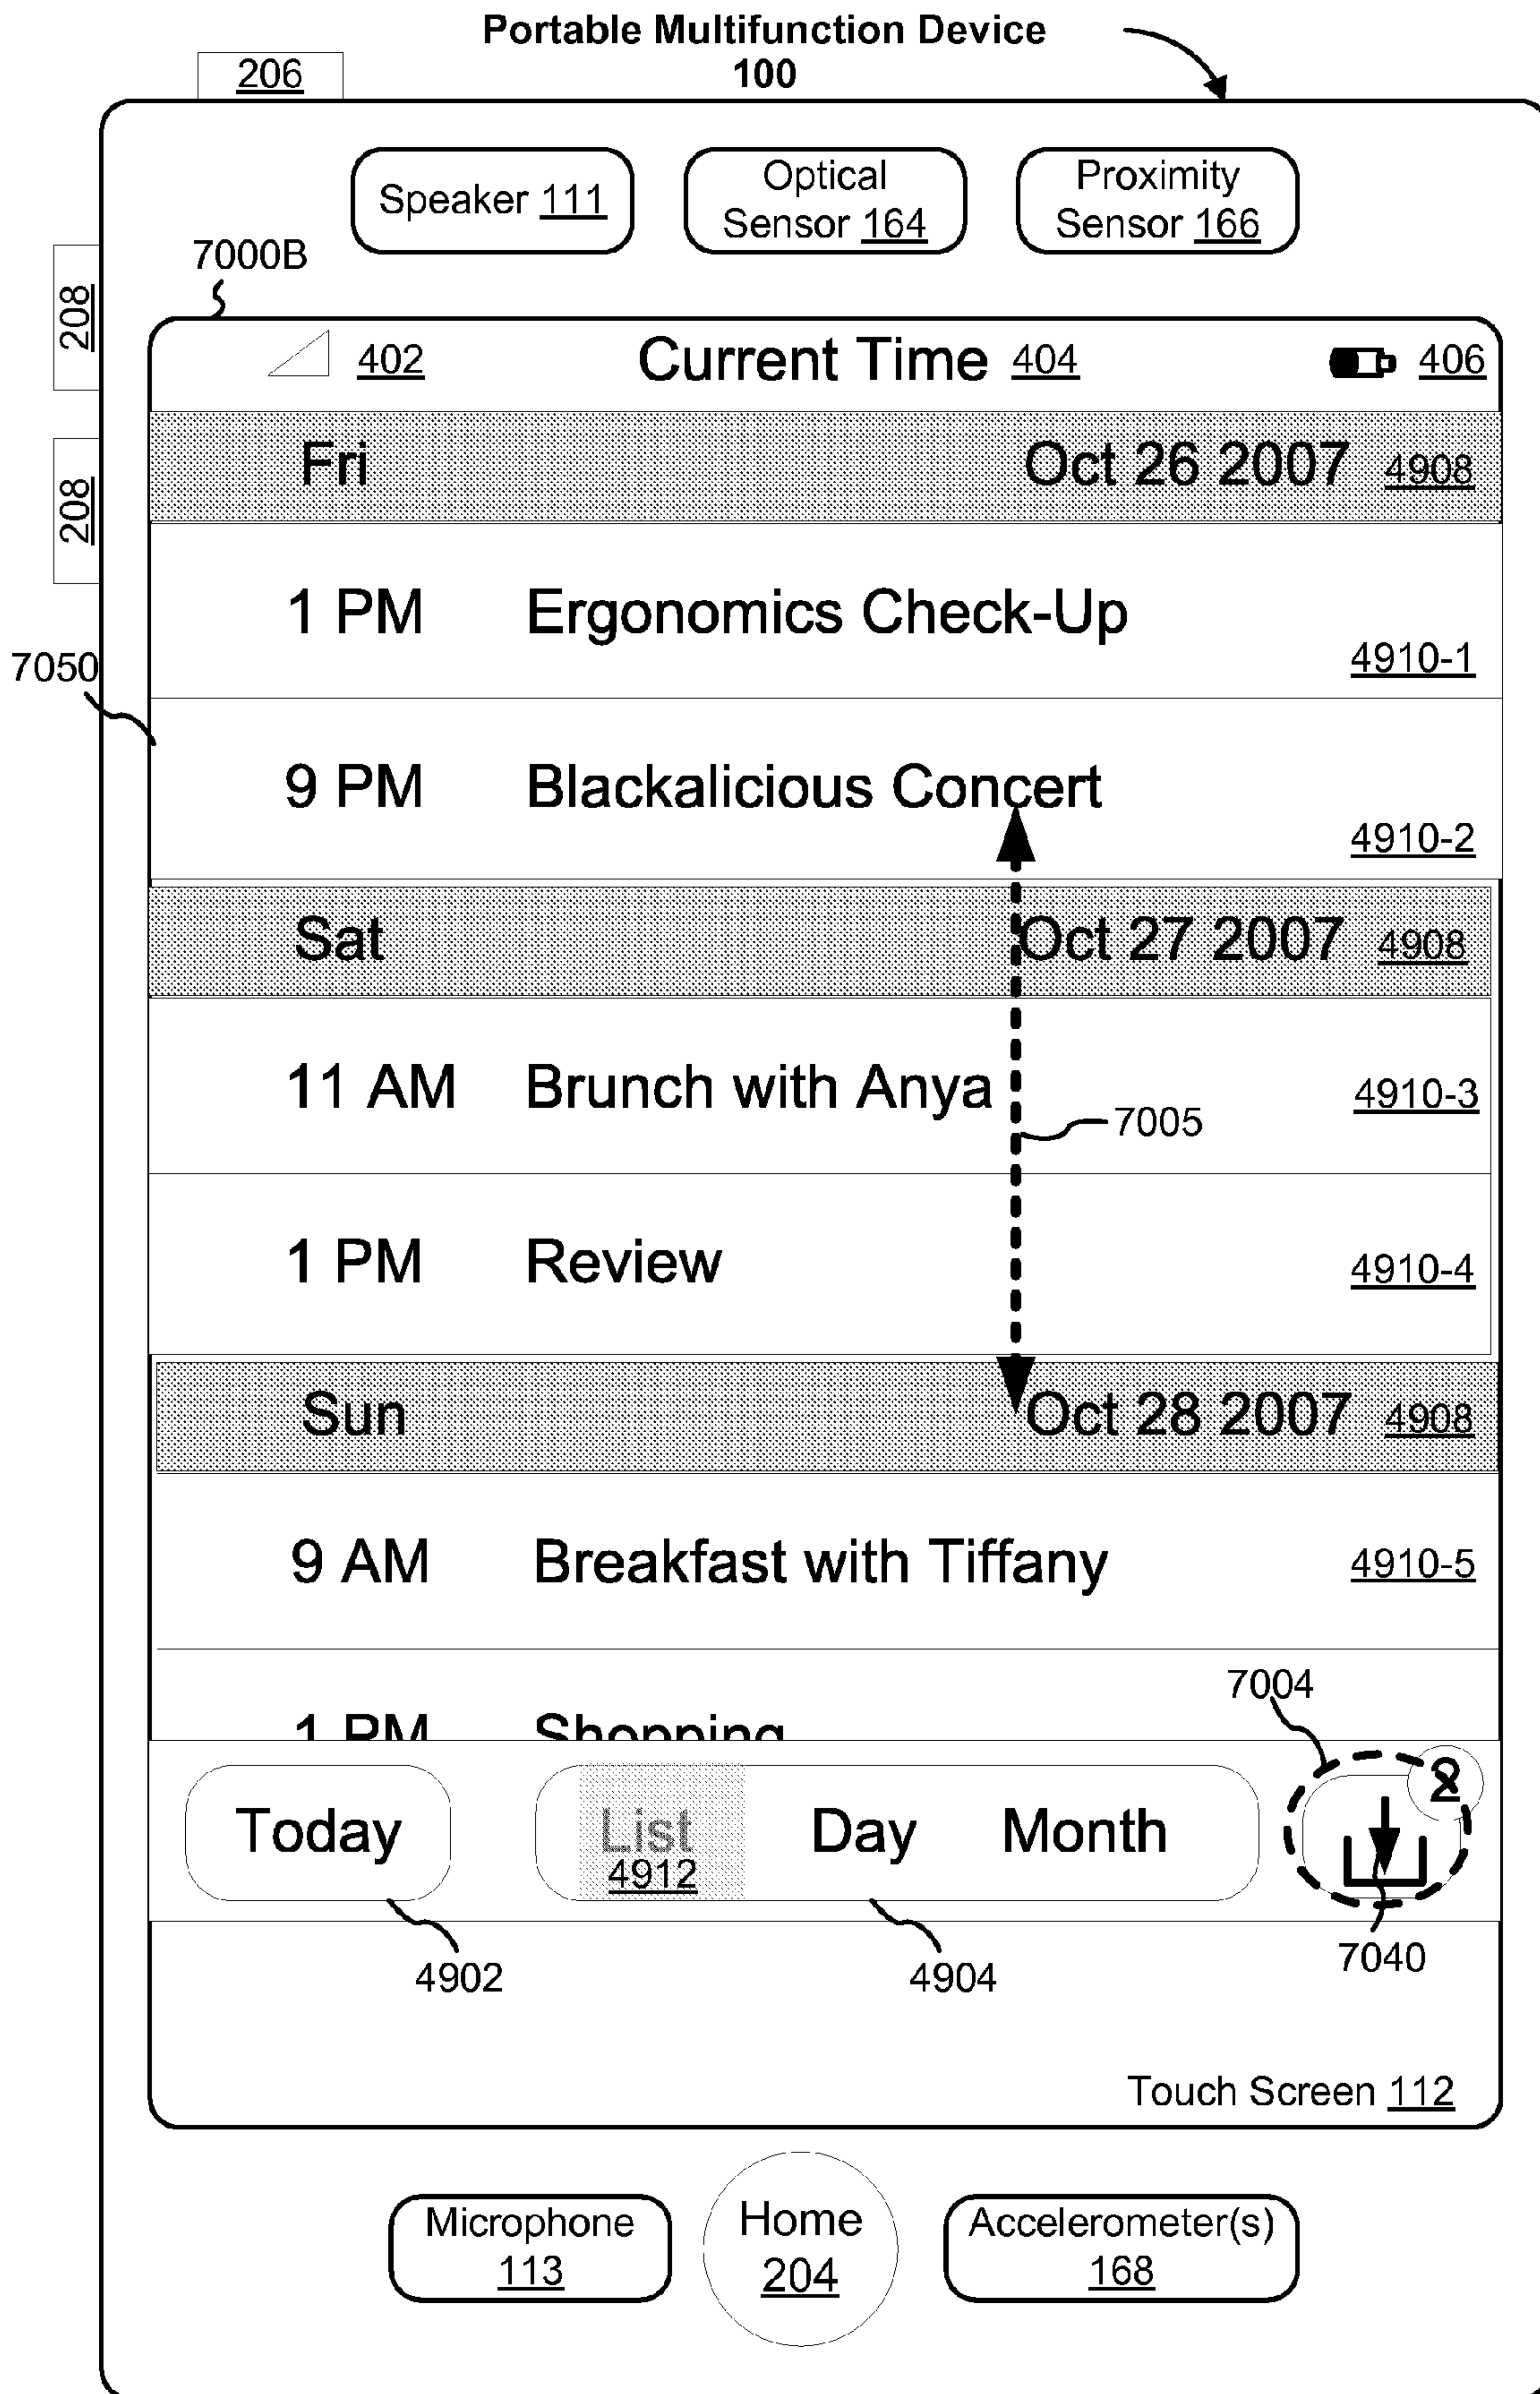 Portable Multifunction Device
100
206
Speaker 111
Optical
Sensor 164
Proximity
Sensor 166
7000B
208
402
Current Time 404
406
Fri
Oct 26 2007 4908
208
1 PM
Ergonomics Check-Up
4910-1
7050
9 PM
Blackalicious Concert
4910-2
Sat
Oct 27 2007 4908
11 AM
Brunch with Anya
4910-3
7005
1 PM
Review
4910-4
Sun
Oct 28 2007 4908
9 AM
Breakfast with Tiffany
4910-5
7004
1 PM
Shopping
2
Today
List
4912
Day
Month
7040
4902
4904
Touch Screen 112
Microphone
113
Home
204
Accelerometer(s)
168